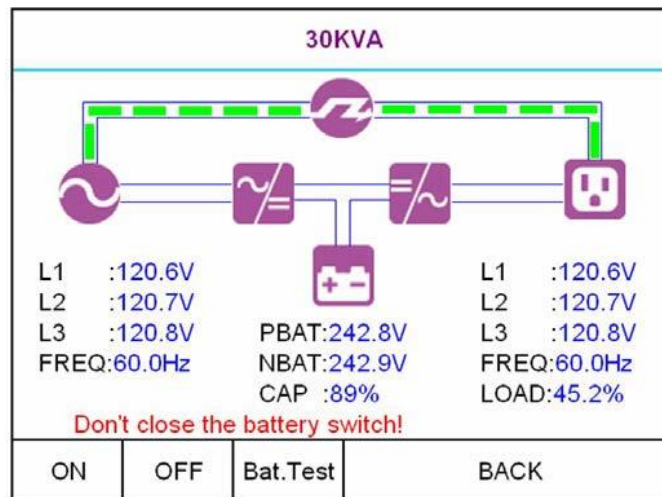 30KVA
L1 :120.6V
L2 :120.7V
L3 :120.8V
FREQ:60.0Hz
PBAT:242.8V
NBAT:242.9V
CAP :89%
L1 :120.6V
L2 :120.7V
L3 :120.8V
FREQ:60.0Hz
LOAD:45.2%
Don't close the battery switch!
ON OFF Bat.Test BACK